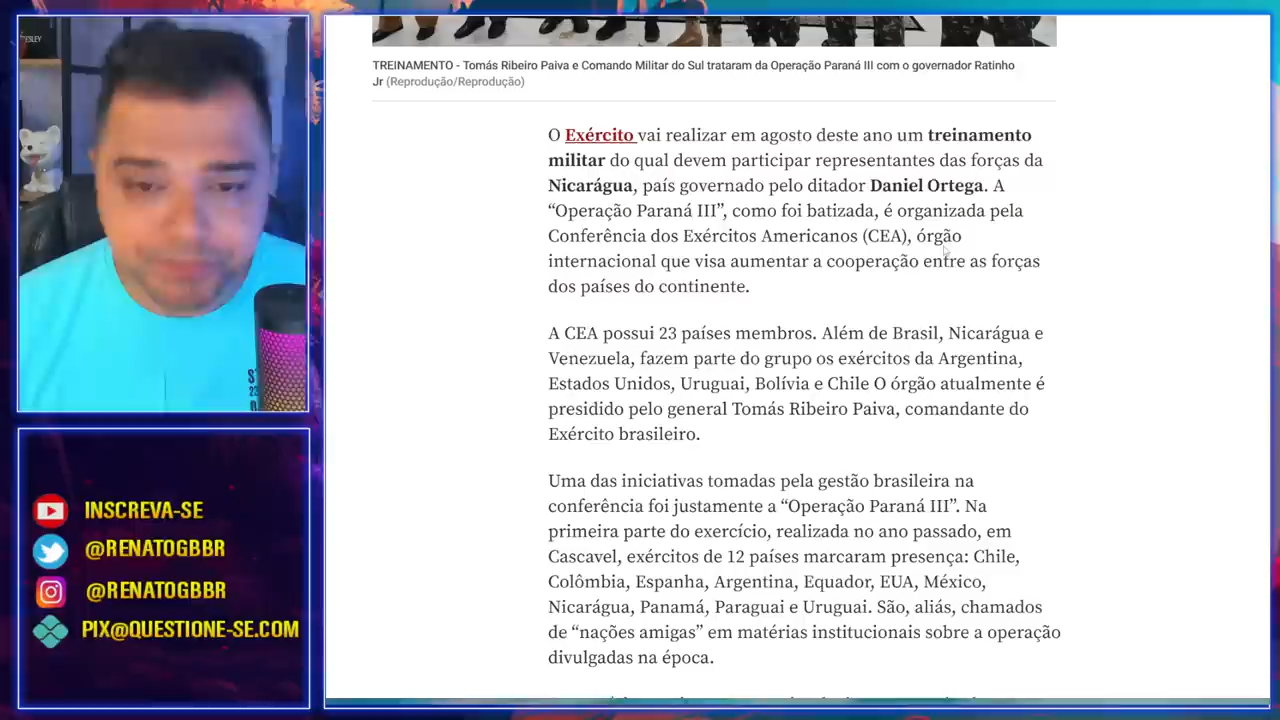 TREINAMENTO - Tomás Ribeiro Paiva e Comando Militar do Sul trataram da Operação Paraná III com o governador Ratinho
Jr (Reprodução/Reprodução)
O Exército vai realizar em agosto deste ano um treinamento
militar do qual devem participar representantes das forças da
Nicarágua, país governado pelo ditador Daniel Ortega. A
“Operação Paraná III”, como foi batizada, é organizada pela
Conferência dos Exércitos Americanos (CEA), órgão
internacional que visa aumentar a cooperação entre as forças
dos países do continente.
A CEA possui 23 países membros. Além de Brasil, Nicarágua e
Venezuela, fazem parte do grupo os exércitos da Argentina,
Estados Unidos, Uruguai, Bolívia e Chile O órgão atualmente é
presidido pelo general Tomás Ribeiro Paiva, comandante do
Exército brasileiro.
Uma das iniciativas tomadas pela gestão brasileira na
conferência foi justamente a “Operação Paraná III”. Na
primeira parte do exercício, realizada no ano passado, em
Cascavel, exércitos de 12 países marcaram presença: Chile,
Colômbia, Espanha, Argentina, Equador, EUA, México,
Nicarágua, Panamá, Paraguai e Uruguai. São, aliás, chamados
de “nações amigas” em matérias institucionais sobre a operação
divulgadas na época.
INSCREVA-SE
@RENATOGBBR
@RENATOGBBR
PIX@QUESTIONE-SE.COM